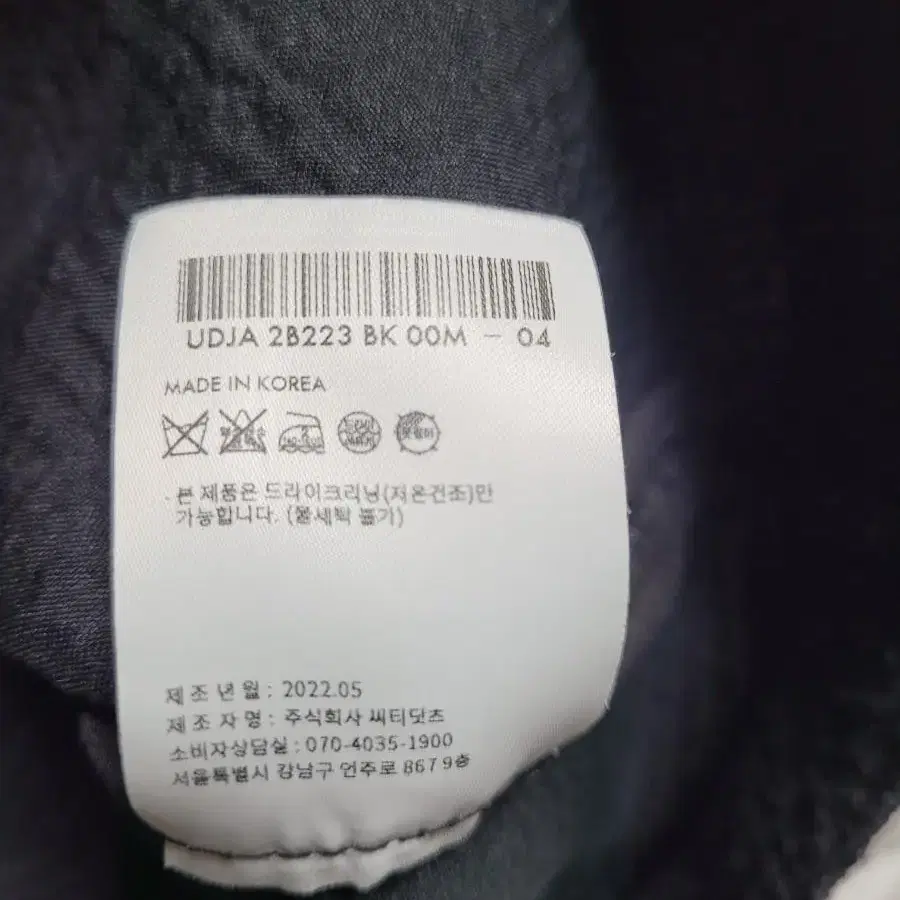 UDJA 2B223 BK 00M - 04
MADE IN KOREA
· 본 제품은 드라이크리닝(저온건조)만
가능합니다. (물세탁 불가)
제 조 년 월 : 2022.05
제 조 자 명 : 주식회사 씨티닷츠
소비자상담실 : 070-4035-1900
서울특별시 강남구 언주로 867 9층